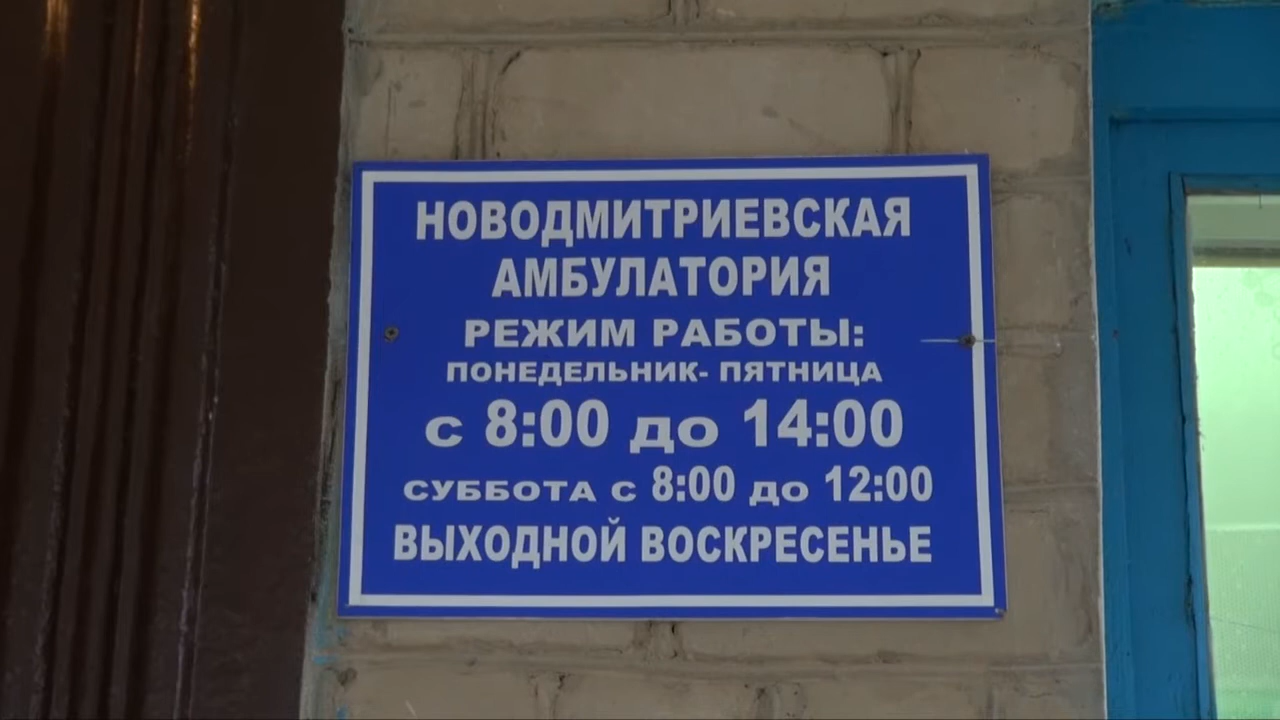 НОВОДМИТРИЕВСКАЯ
АМБУЛАТОРИЯ
РЕЖИМ РАБОТЫ:
ПОНЕДЕЛЬНИК- ПЯТНИЦА
с 8:00 до 14:00
СУББОТА с 8:00 до 12:00
ВЫХОДНОЙ ВОСКРЕСЕНЬЕ